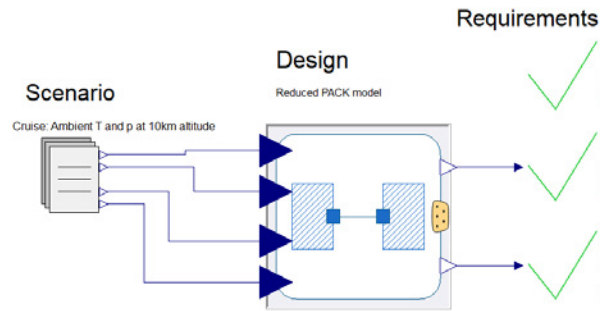 Requirements
Design
Reduced PACK model
Scenario
Cruise: Ambient T and p at 10km altitude